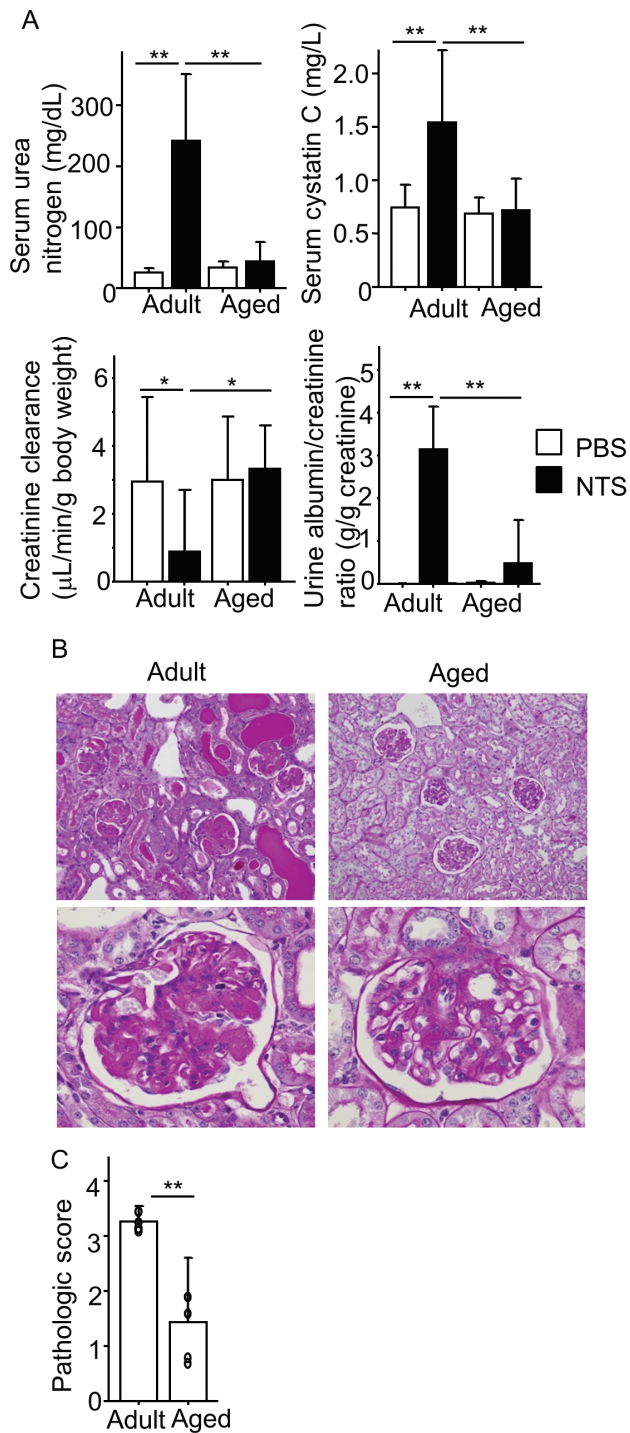 A
Serum urea
nitrogen (mg/dL)
300
200
100
0
**
**
Adult
Aged
Serum cystatin C (mg/L)
2.0
1.5
1.0
0.5
0
**
**
Adult
Aged
Creatinine clearance
(μL/min/g body weight)
6
4
2
0
*
*
Adult
Aged
Urine albumin/creatinine
ratio (g/g creatinine)
5
4
3
2
1
0
**
**
Adult
Aged
PBS
NTS
B
Adult
Aged
C
Pathologic score
4
3
2
1
0
**
Adult
Aged